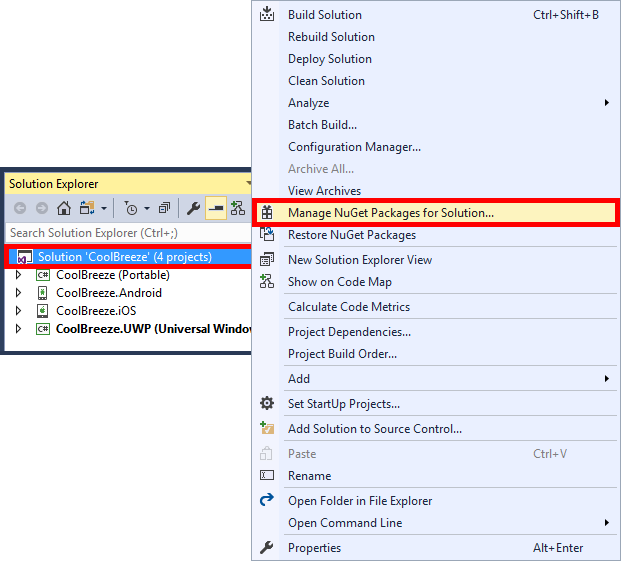 Solution Explorer
Search Solution Explorer (Ctrl+;)
Solution 'CoolBreeze' (4 projects)
C# CoolBreeze (Portable)
CoolBreeze.Android
CoolBreeze.iOS
C# CoolBreeze.UWP (Universal Window
Build Solution Ctrl+Shift+B
Rebuild Solution
Deploy Solution
Clean Solution
Analyze
Batch Build...
Configuration Manager...
Archive All...
View Archives
Manage NuGet Packages for Solution...
Restore NuGet Packages
New Solution Explorer View
Show on Code Map
Calculate Code Metrics
Project Dependencies...
Project Build Order...
Add
Set StartUp Projects...
Add Solution to Source Control...
Paste Ctrl+V
Rename
Open Folder in File Explorer
Open Command Line
Properties Alt+Enter